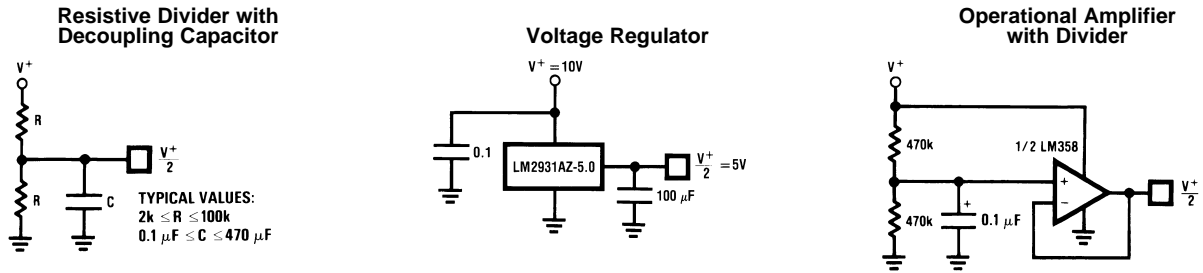 Resistive Divider with
Decoupling Capacitor
V+
R
R
C
V+
2
TYPICAL VALUES:
2k ≤ R ≤ 100k
0.1 μF ≤ C ≤ 470 μF
Voltage Regulator
V+ = 10V
0.1
LM2931AZ-5.0
V+
2
= 5V
100 μF
Operational Amplifier
with Divider
V+
470k
1/2 LM358
+
−
V+
2
+
470k
0.1 μF